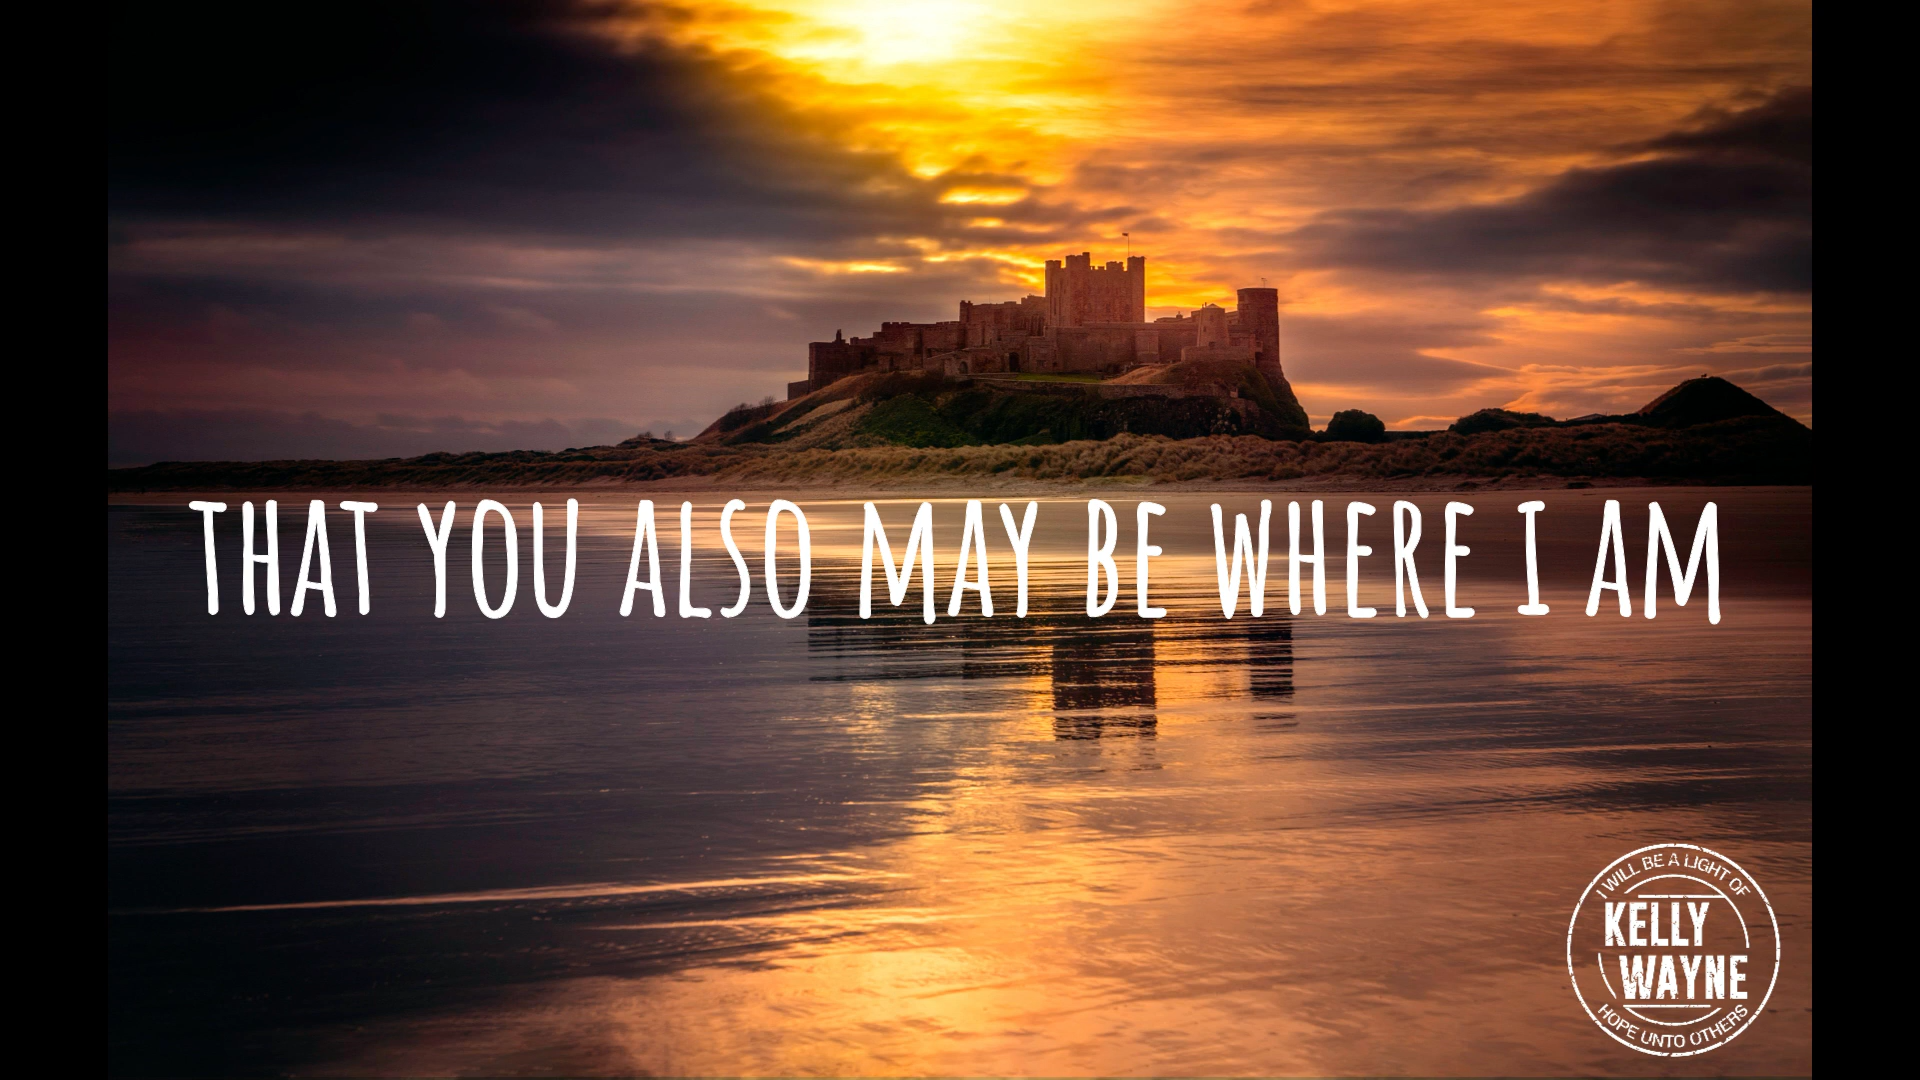 THAT YOU ALSO MAY BE WHERE I AM
I WILL BE A LIGHT OF
KELLY
WAYNE
HOPE UNTO OTHERS